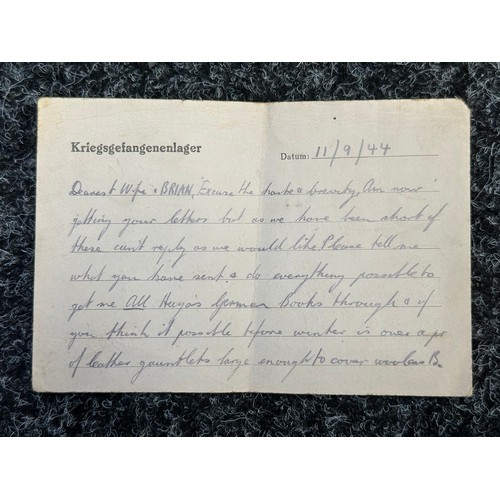 Kriegsgefangenenlager
Datum: 11/9/44
Dearest Wife & BRIAN, Excuse the haste & brevity, Am now
getting your letters but as we have been short of
these can't reply as we would like Please tell me
what you have sent & do everything possible to
get me All Hugo's German Books through & if
you think it possible before winter is over a pr
of leather gauntlets large enough to cover woolens B.